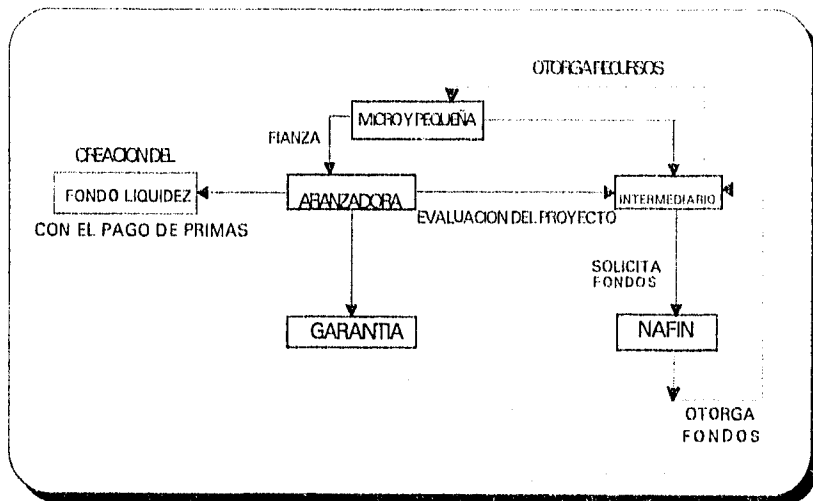 OTORGA RECURSOS
MICRO Y PEQUEÑA
FIANZA
CREACION DEL
FONDO LIQUIDEZ
CON EL PAGO DE PRIMAS
AFIANZADORA
EVALUACION DEL PROYECTO
INTERMEDIARIO
SOLICITA
FONDOS
GARANTIA
NAFIN
OTORGA
FONDOS